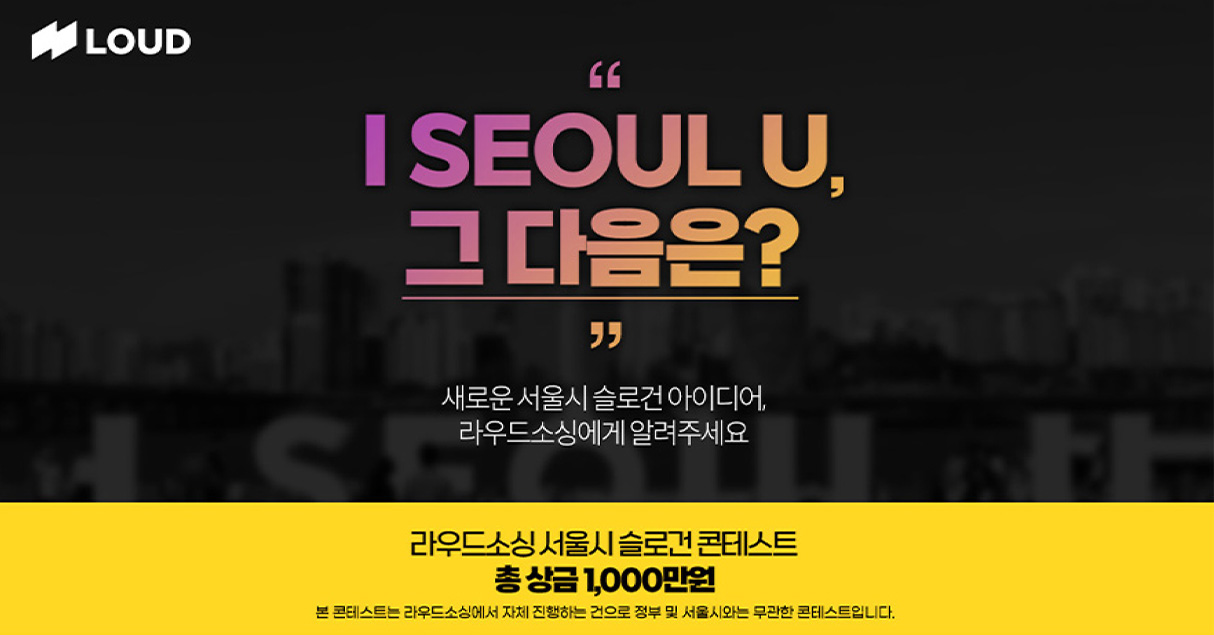 LOUD
“
I SEOUL U,
그 다음은?
”
새로운 서울시 슬로건 아이디어,
라우드소싱에게 알려주세요
I SEOUL
라우드소싱 서울시 슬로건 콘테스트
총 상금 1,000만원
본 콘테스트는 라우드소싱에서 자체 진행하는 건으로 정부 및 서울시와는 무관한 콘테스트입니다.